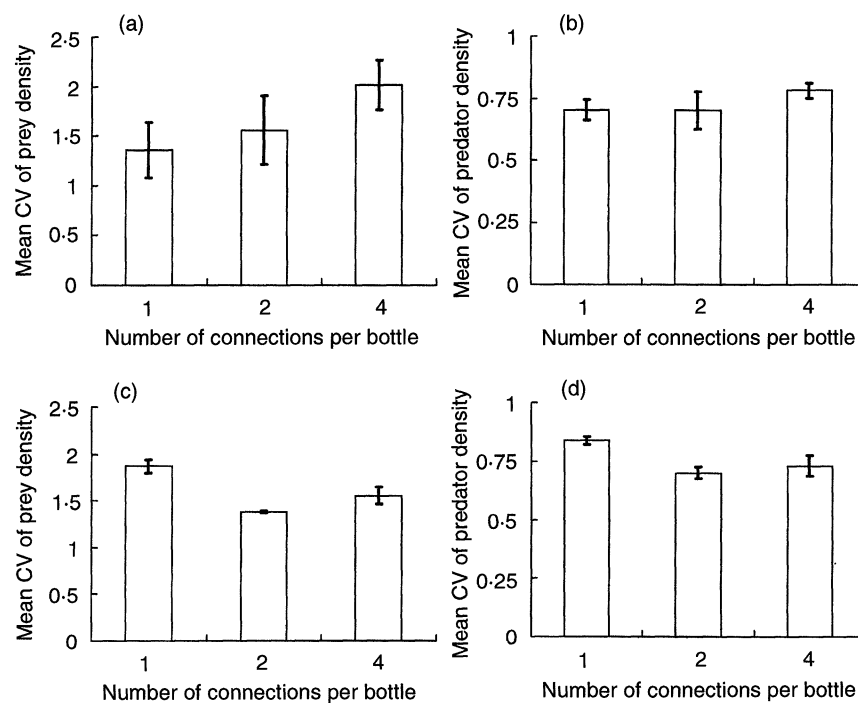 (a)
Mean CV of prey density
2·5
2
1·5
1
0·5
0
1 2 4
Number of connections per bottle
(b)
Mean CV of predator density
1
0·75
0·5
0·25
0
1 2 4
Number of connections per bottle
(c)
Mean CV of prey density
2·5
2
1·5
1
0·5
0
1 2 4
Number of connections per bottle
(d)
Mean CV of predator density
1
0·75
0·5
0·25
0
1 2 4
Number of connections per bottle